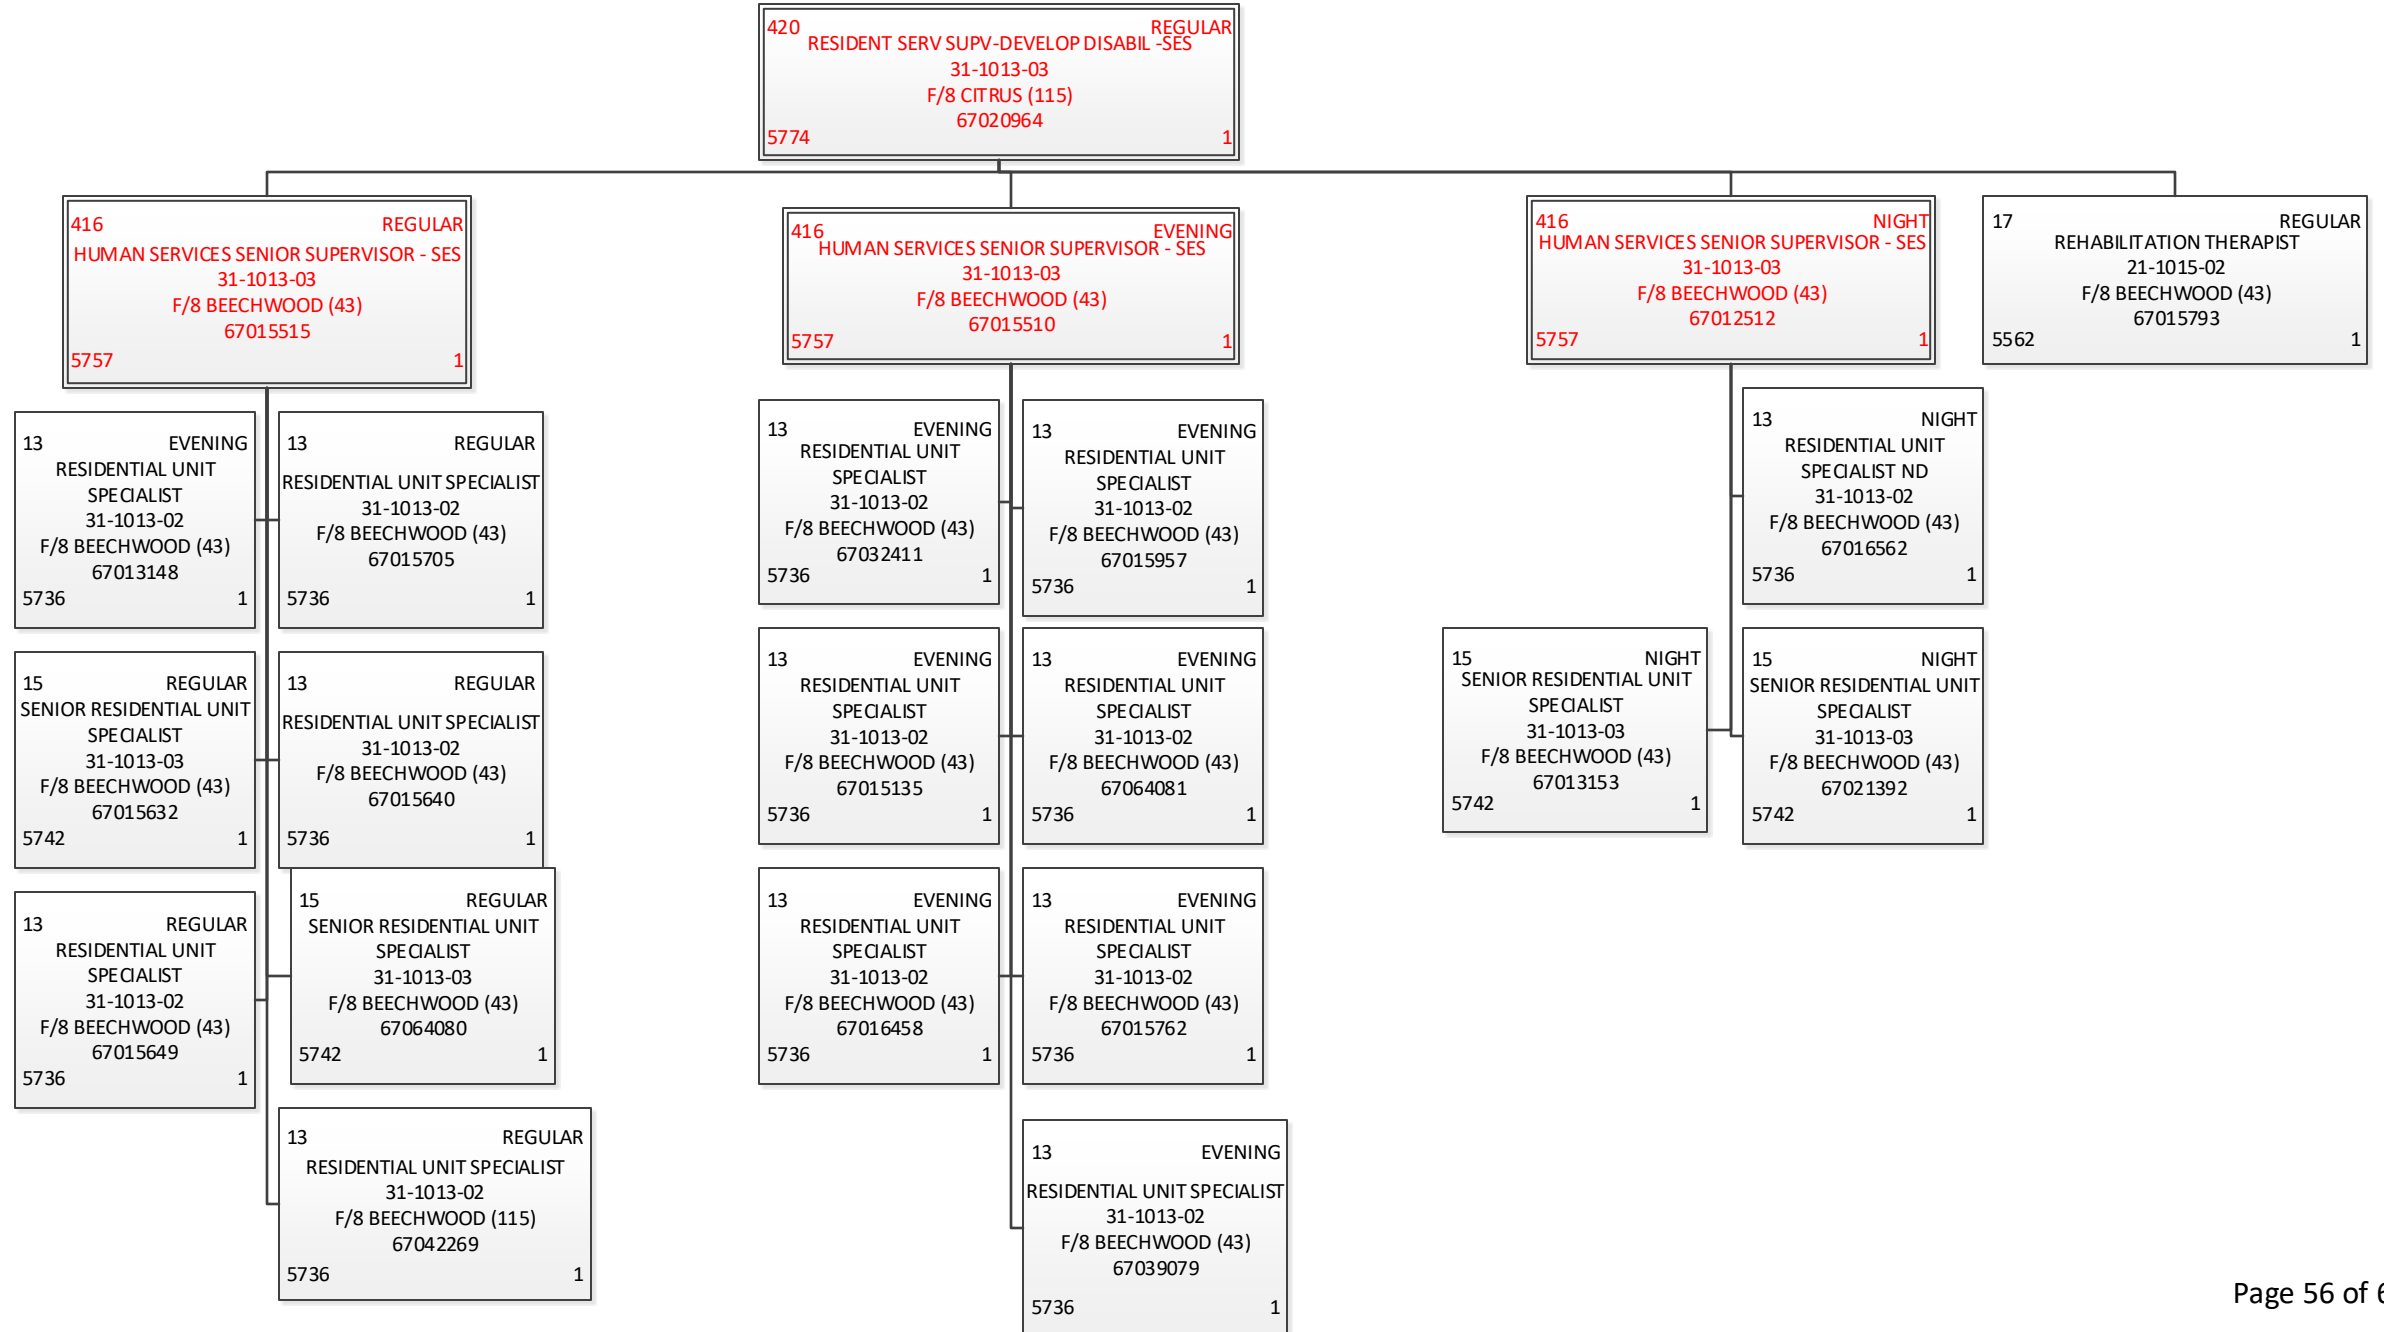 420 REGULAR
RESIDENT SERV SUPV-DEVELOP DISABIL -SES
31-1013-03
F/8 CITRUS (115)
67020964
5774 1
416 REGULAR
HUMAN SERVICES SENIOR SUPERVISOR - SES
31-1013-03
F/8 BEECHWOOD (43)
67015515
5757 1
416 EVENING
HUMAN SERVICES SENIOR SUPERVISOR - SES
31-1013-03
F/8 BEECHWOOD (43)
67015510
5757 1
416 NIGHT
HUMAN SERVICES SENIOR SUPERVISOR - SES
31-1013-03
F/8 BEECHWOOD (43)
67012512
5757 1
17 REGULAR
REHABILITATION THERAPIST
21-1015-02
F/8 BEECHWOOD (43)
67015793
5562 1
13 EVENING
RESIDENTIAL UNIT
SPECIALIST
31-1013-02
F/8 BEECHWOOD (43)
67013148
5736 1
13 REGULAR
RESIDENTIAL UNIT SPECIALIST
31-1013-02
F/8 BEECHWOOD (43)
67015705
5736 1
15 REGULAR
SENIOR RESIDENTIAL UNIT
SPECIALIST
31-1013-03
F/8 BEECHWOOD (43)
67015632
5742 1
13 REGULAR
RESIDENTIAL UNIT SPECIALIST
31-1013-02
F/8 BEECHWOOD (43)
67015640
5736 1
13 REGULAR
RESIDENTIAL UNIT
SPECIALIST
31-1013-02
F/8 BEECHWOOD (43)
67015649
5736 1
15 REGULAR
SENIOR RESIDENTIAL UNIT
SPECIALIST
31-1013-03
F/8 BEECHWOOD (43)
67064080
5742 1
13 REGULAR
RESIDENTIAL UNIT SPECIALIST
31-1013-02
F/8 BEECHWOOD (115)
67042269
5736 1
13 EVENING
RESIDENTIAL UNIT
SPECIALIST
31-1013-02
F/8 BEECHWOOD (43)
67032411
5736 1
13 EVENING
RESIDENTIAL UNIT
SPECIALIST
31-1013-02
F/8 BEECHWOOD (43)
67015957
5736 1
13 EVENING
RESIDENTIAL UNIT
SPECIALIST
31-1013-02
F/8 BEECHWOOD (43)
67015135
5736 1
13 EVENING
RESIDENTIAL UNIT
SPECIALIST
31-1013-02
F/8 BEECHWOOD (43)
67064081
5736 1
13 EVENING
RESIDENTIAL UNIT
SPECIALIST
31-1013-02
F/8 BEECHWOOD (43)
67016458
5736 1
13 EVENING
RESIDENTIAL UNIT
SPECIALIST
31-1013-02
F/8 BEECHWOOD (43)
67015762
5736 1
13 EVENING
RESIDENTIAL UNIT SPECIALIST
31-1013-02
F/8 BEECHWOOD (43)
67039079
5736 1
13 NIGHT
RESIDENTIAL UNIT
SPECIALIST ND
31-1013-02
F/8 BEECHWOOD (43)
67016562
5736 1
15 NIGHT
SENIOR RESIDENTIAL UNIT
SPECIALIST
31-1013-03
F/8 BEECHWOOD (43)
67013153
5742 1
15 NIGHT
SENIOR RESIDENTIAL UNIT
SPECIALIST
31-1013-03
F/8 BEECHWOOD (43)
67021392
5742 1
Page 56 of